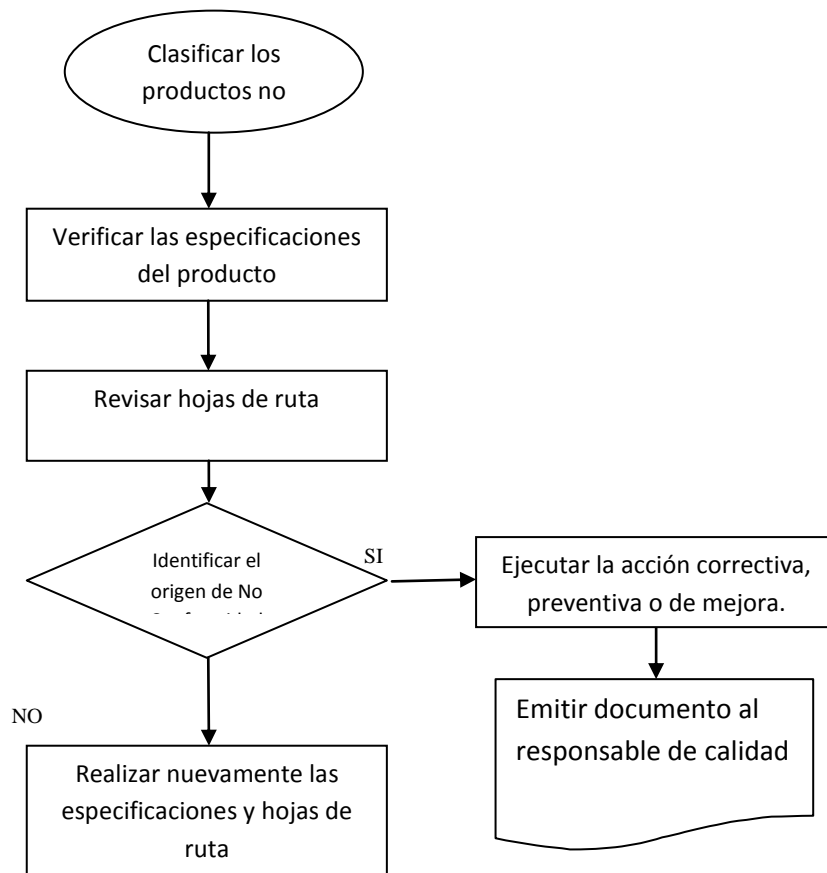 Clasificar los
productos no
Verificar las especificaciones
del producto
Revisar hojas de ruta
Identificar el
origen de No
SI
Ejecutar la acción correctiva,
preventiva o de mejora.
Emitir documento al
responsable de calidad
NO
Realizar nuevamente las
especificaciones y hojas de
ruta